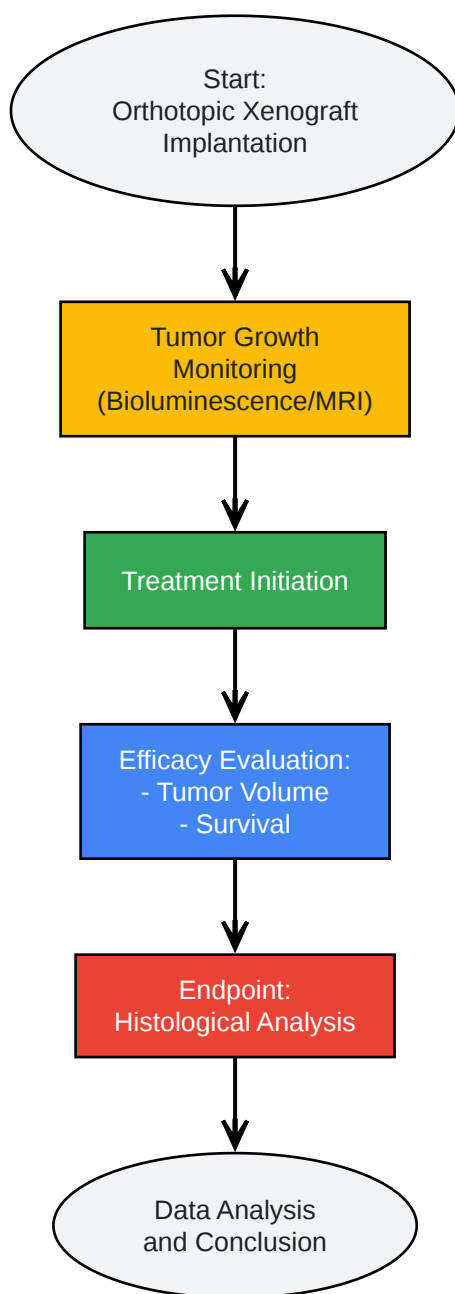 Start:
Orthotopic Xenograft
Implantation
Tumor Growth
Monitoring
(Bioluminescence/MRI)
Treatment Initiation
Efficacy Evaluation:
- Tumor Volume
- Survival
Endpoint:
Histological Analysis
Data Analysis
and Conclusion